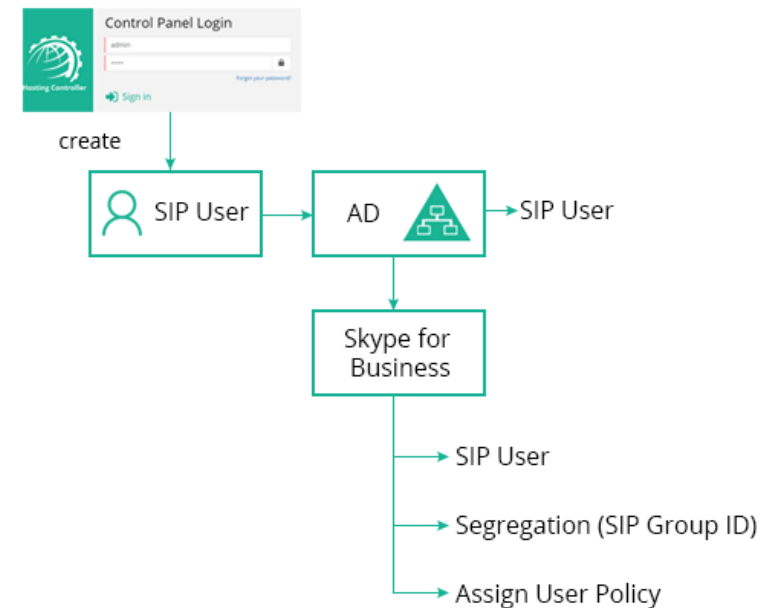 Control Panel Login
admin
Forgot your password?
Hosting Controller
Sign in
create
SIP User
AD
SIP User
Skype for
Business
SIP User
Segregation (SIP Group ID)
Assign User Policy